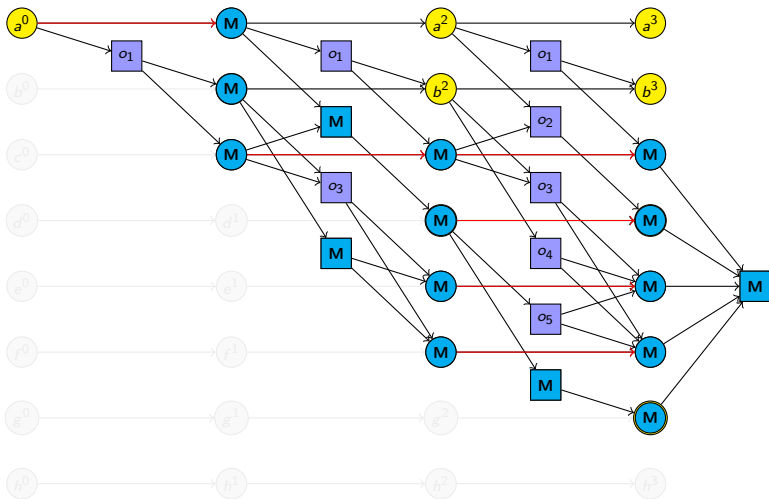 a⁰ M a² a³
o₁ o₁ o₁
b⁰ M b² b³
M o₂
c⁰ M M M
o₃ o₃
d⁰ d¹ M M
M o₄
e⁰ e¹ M M M
o₅
f⁰ f¹ M M
M
g⁰ g¹ g² M
h⁰ h¹ h² h³